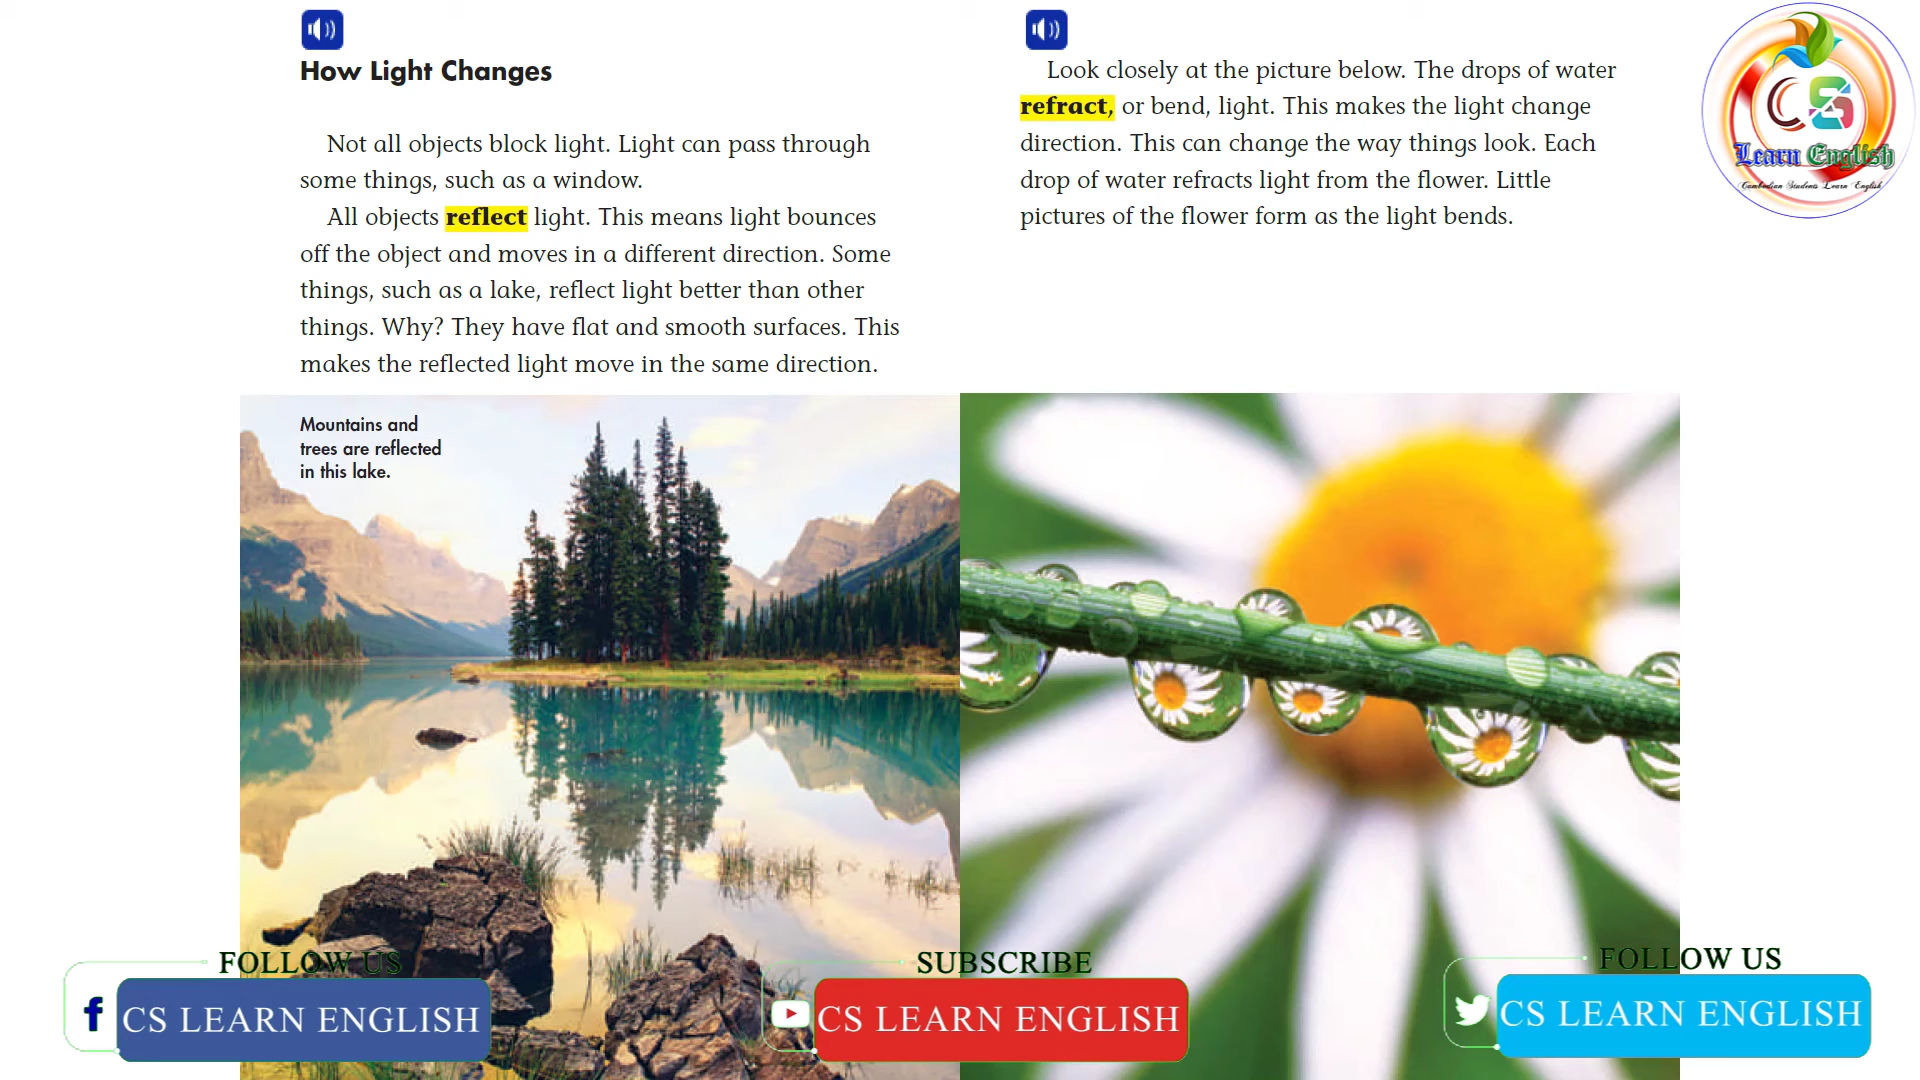 How Light Changes
Not all objects block light. Light can pass through
some things, such as a window.
All objects reflect light. This means light bounces
off the object and moves in a different direction. Some
things, such as a lake, reflect light better than other
things. Why? They have flat and smooth surfaces. This
makes the reflected light move in the same direction.
Mountains and
trees are reflected
in this lake.
Look closely at the picture below. The drops of water
refract, or bend, light. This makes the light change
direction. This can change the way things look. Each
drop of water refracts light from the flower. Little
pictures of the flower form as the light bends.
CS
Learn English
Cambodian Students Learn English
FOLLOW US
f CS LEARN ENGLISH
SUBSCRIBE
CS LEARN ENGLISH
FOLLOW US
CS LEARN ENGLISH